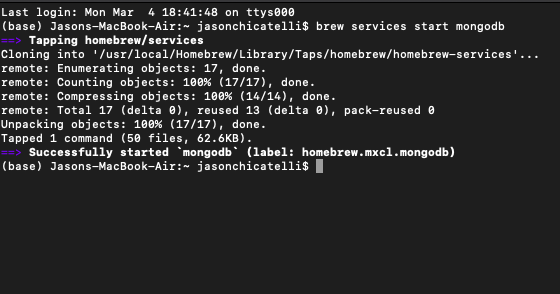 Last login: Mon Mar  4 18:41:48 on ttys000
(base) Jasons-MacBook-Air:~ jasonchicatelli$ brew services start mongodb
==> Tapping homebrew/services
Cloning into '/usr/local/Homebrew/Library/Taps/homebrew/homebrew-services'...
remote: Enumerating objects: 17, done.
remote: Counting objects: 100% (17/17), done.
remote: Compressing objects: 100% (14/14), done.
remote: Total 17 (delta 0), reused 13 (delta 0), pack-reused 0
Unpacking objects: 100% (17/17), done.
Tapped 1 command (50 files, 62.6KB).
==> Successfully started `mongodb` (label: homebrew.mxcl.mongodb)
(base) Jasons-MacBook-Air:~ jasonchicatelli$